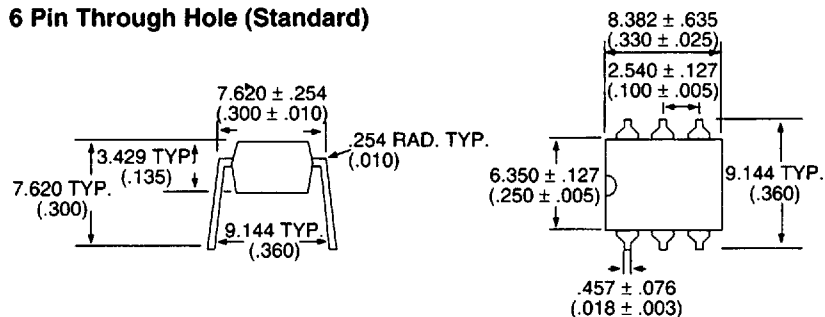 6 Pin Through Hole (Standard)
7.620 ± .254
(.300 ± .010)
3.429 TYP.
(.135)
.254 RAD. TYP.
(.010)
7.620 TYP.
(.300)
9.144 TYP.
(.360)
8.382 ± .635
(.330 ± .025)
2.540 ± .127
(.100 ± .005)
6.350 ± .127
(.250 ± .005)
9.144 TYP.
(.360)
.457 ± .076
(.018 ± .003)